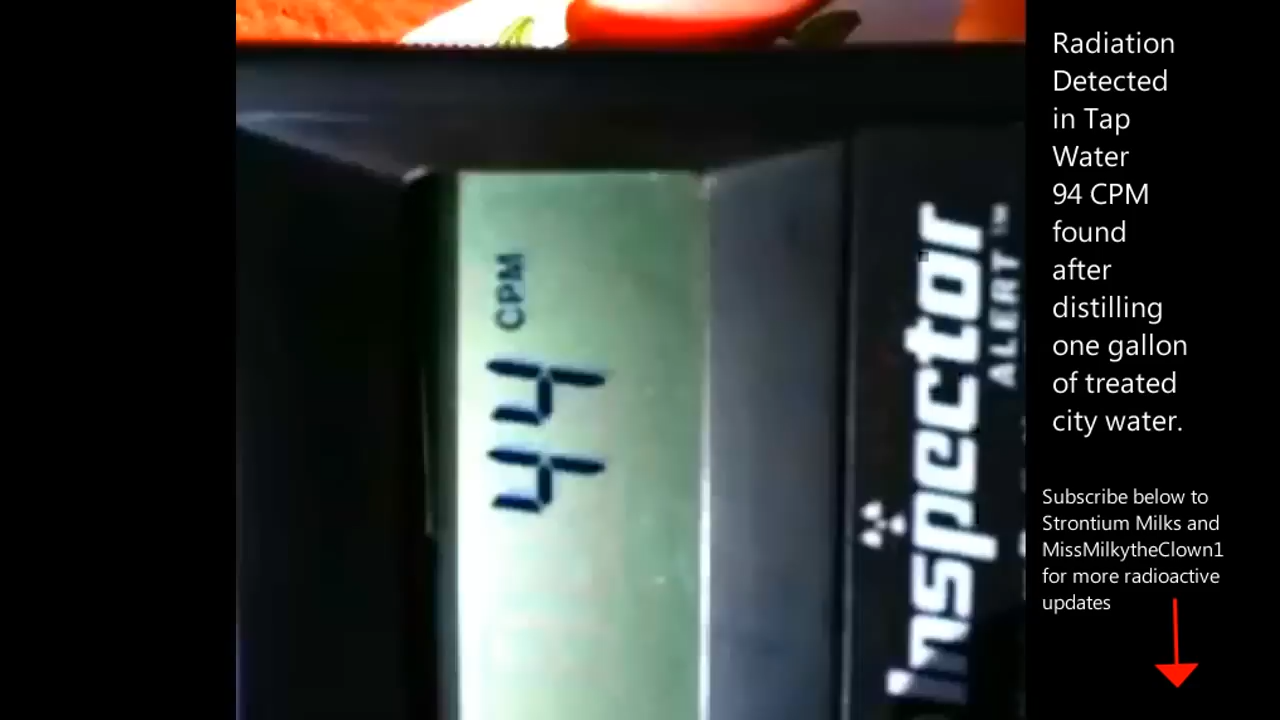 44 CPM
Inspector
ALERT™
Radiation
Detected
in Tap
Water
94 CPM
found
after
distilling
one gallon
of treated
city water.
Subscribe below to
Strontium Milks and
MissMilkytheClown1
for more radioactive
updates